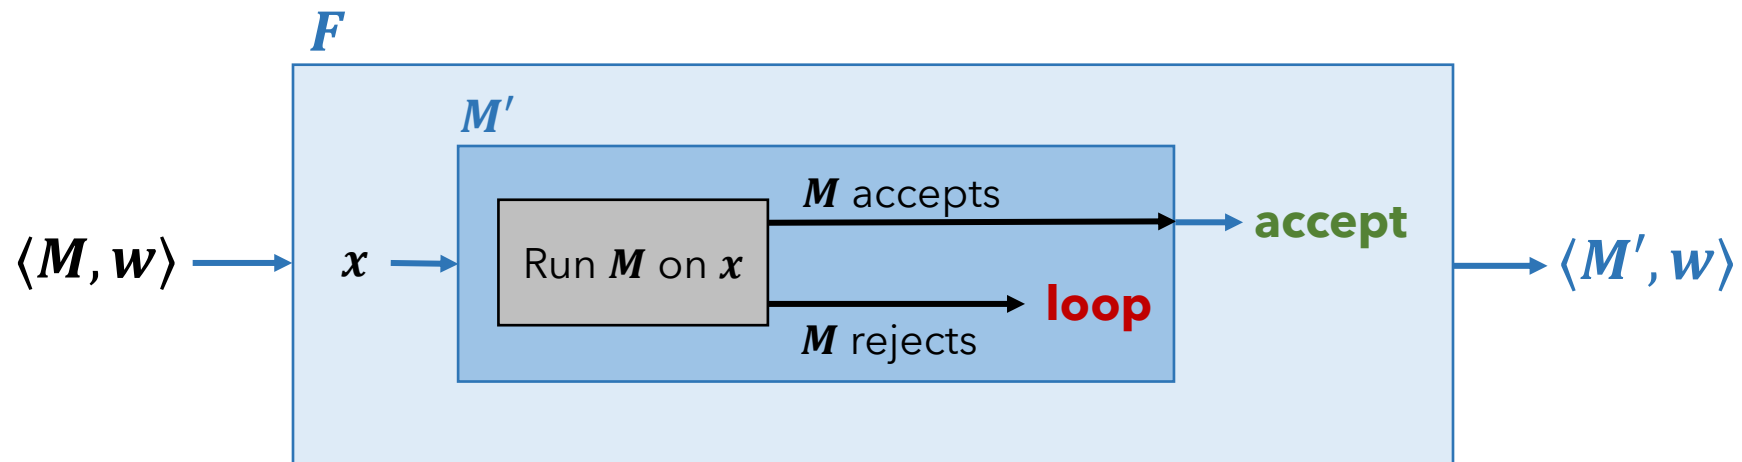 F
M′
M accepts
⟨M, w⟩
x
Run M on x
accept
⟨M′, w⟩
loop
M rejects